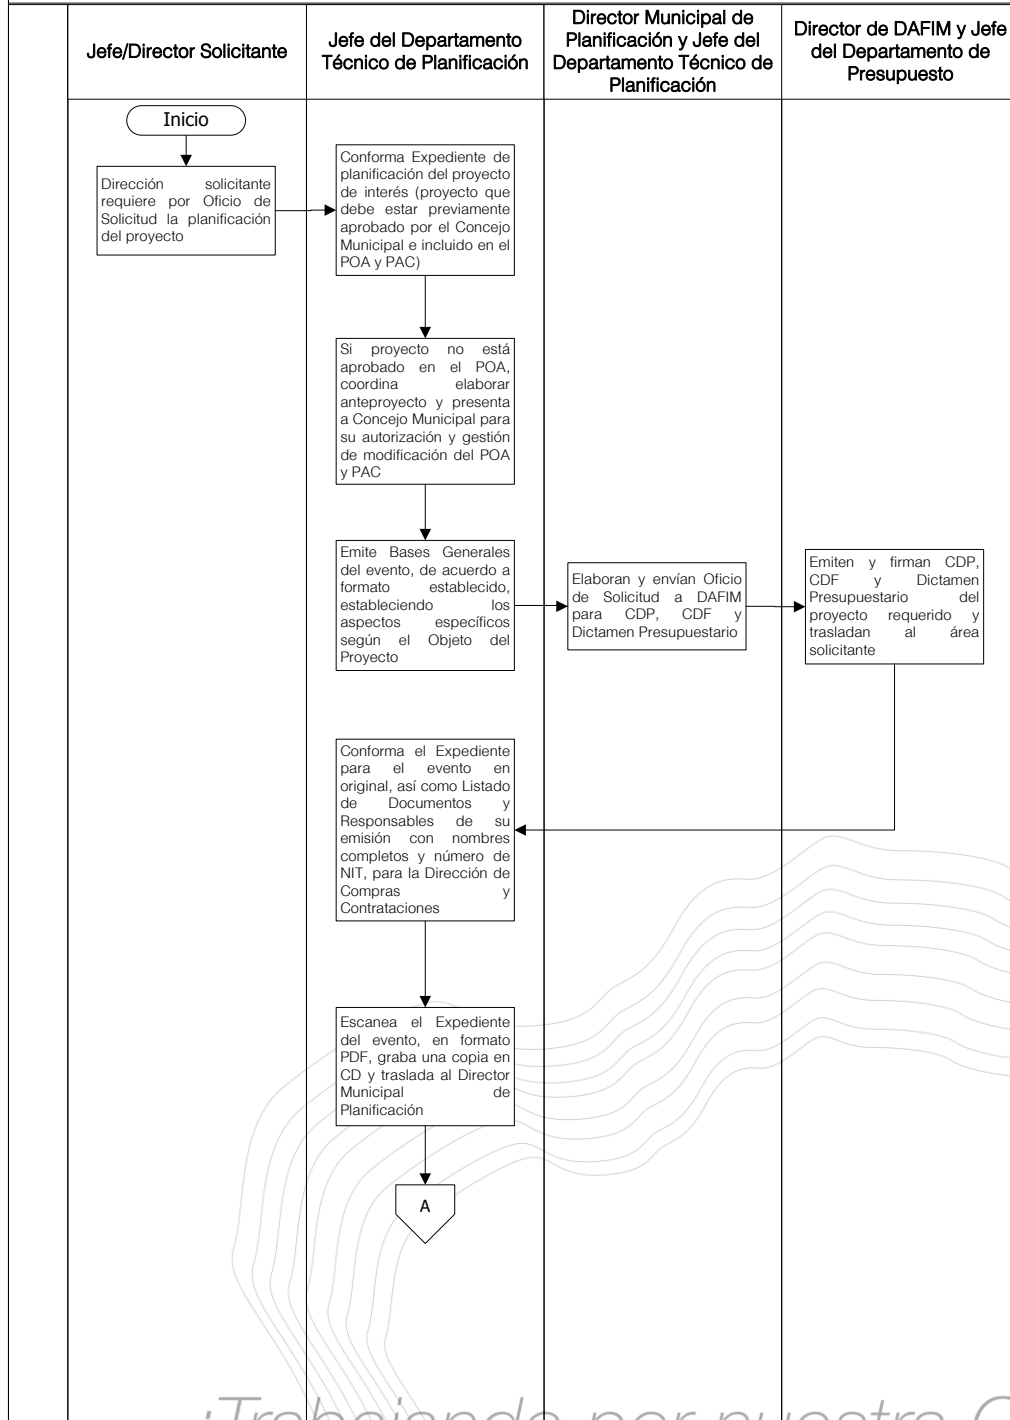 Jefe/Director Solicitante
Jefe del Departamento
Técnico de Planificación
Director Municipal de
Planificación y Jefe del
Departamento Técnico de
Planificación
Director de DAFIM y Jefe
del Departamento de
Presupuesto
Inicio
Dirección solicitante
requiere por Oficio de
Solicitud la planificación
del proyecto
Conforma Expediente de
planificación del proyecto
de interés (proyecto que
debe estar previamente
aprobado por el Concejo
Municipal e incluido en el
POA y PAC)
Si proyecto no está
aprobado en el POA,
coordina elaborar
anteproyecto y presenta
a Concejo Municipal para
su autorización y gestión
de modificación del POA
y PAC
Emite Bases Generales
del evento, de acuerdo a
formato establecido,
estableciendo los
aspectos específicos
según el Objeto del
Proyecto
Elaboran y envían Oficio
de Solicitud a DAFIM
para CDP, CDF y
Dictamen Presupuestario
Emiten y firman CDP,
CDF y Dictamen
Presupuestario del
proyecto requerido y
trasladan al área
solicitante
Conforma el Expediente
para el evento en
original, así como Listado
de Documentos y
Responsables de su
emisión con nombres
completos y número de
NIT, para la Dirección de
Compras y
Contrataciones
Escanea el Expediente
del evento, en formato
PDF, graba una copia en
CD y traslada al Director
Municipal de
Planificación
A
¡Trabajando por nuestra